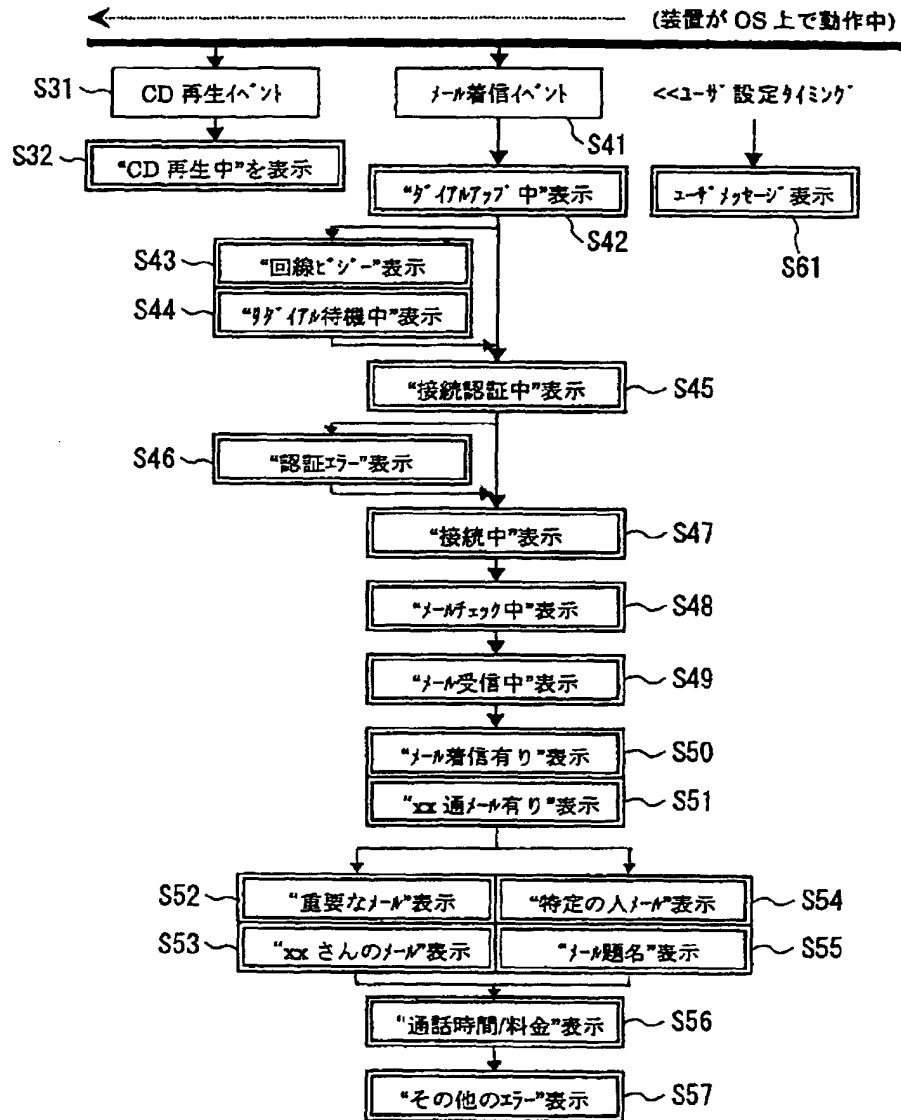 (装置が OS 上で動作中)
S31
CD 再生イベント
メール着信イベント
<<ユーザ設定タイミング
S41
S32
“CD 再生中”を表示
“ダイアルアップ中”表示
ユーザメッセージ表示
S42
S61
S43
“回線ビジー”表示
S44
“リダイアル待機中”表示
“接続認証中”表示
S45
S46
“認証エラー”表示
“接続中”表示
S47
“メールチェック中”表示
S48
“メール受信中”表示
S49
“メール着信有り”表示
S50
“xx 通メール有り”表示
S51
S52
“重要なメール”表示
“特定の人メール”表示
S54
S53
“xx さんのメール”表示
“メール題名”表示
S55
“通話時間/料金”表示
S56
“その他のエラー”表示
S57